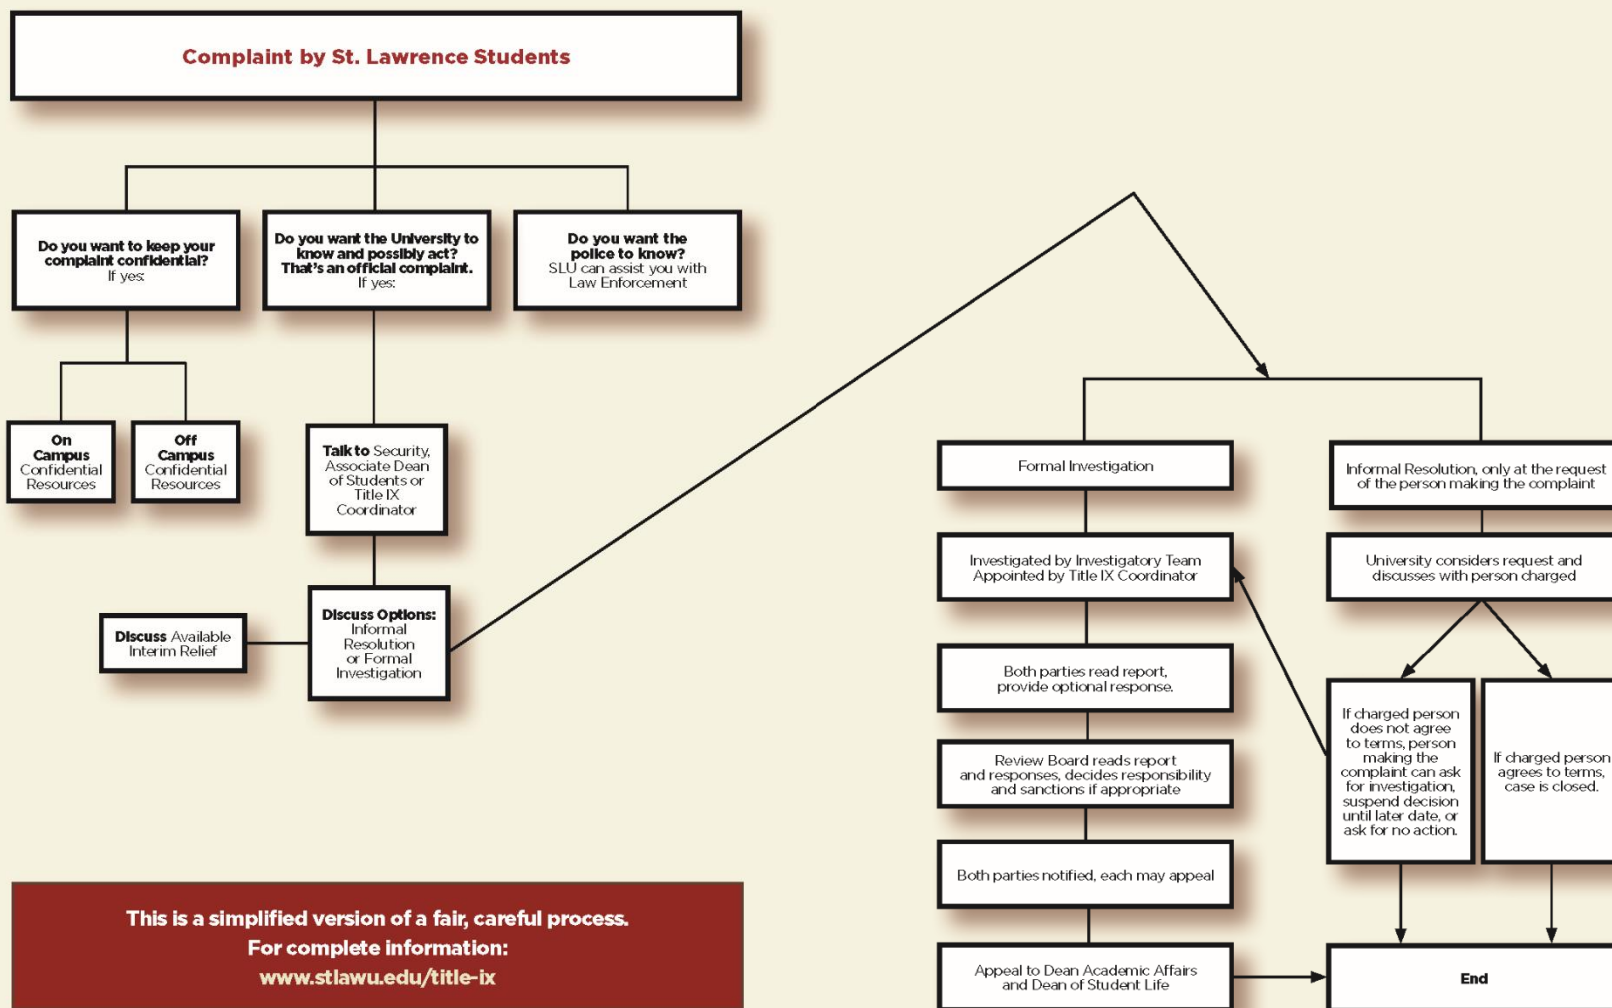 Complaint by St. Lawrence Students
Do you want to keep your
complaint confidential?
If yes:
Do you want the University to
know and possibly act?
That's an official complaint.
If yes:
Do you want the
police to know?
SLU can assist you with
Law Enforcement
On
Campus
Confidential
Resources
Off
Campus
Confidential
Resources
Talk to Security,
Associate Dean
of Students or
Title IX
Coordinator
Discuss Available
Interim Relief
Discuss Options:
Informal
Resolution
or Formal
Investigation
Formal Investigation
Investigated by Investigatory Team
Appointed by Title IX Coordinator
Both parties read report,
provide optional response.
Review Board reads report
and responses, decides responsibility
and sanctions if appropriate
Both parties notified, each may appeal
Appeal to Dean Academic Affairs
and Dean of Student Life
Informal Resolution, only at the request
of the person making the complaint
University considers request and
discusses with person charged
If charged person
does not agree
to terms, person
making the
complaint can ask
for investigation,
suspend decision
until later date, or
ask for no action.
If charged person
agrees to terms,
case is closed.
End
This is a simplified version of a fair, careful process.
For complete information:
www.stlawu.edu/title-ix